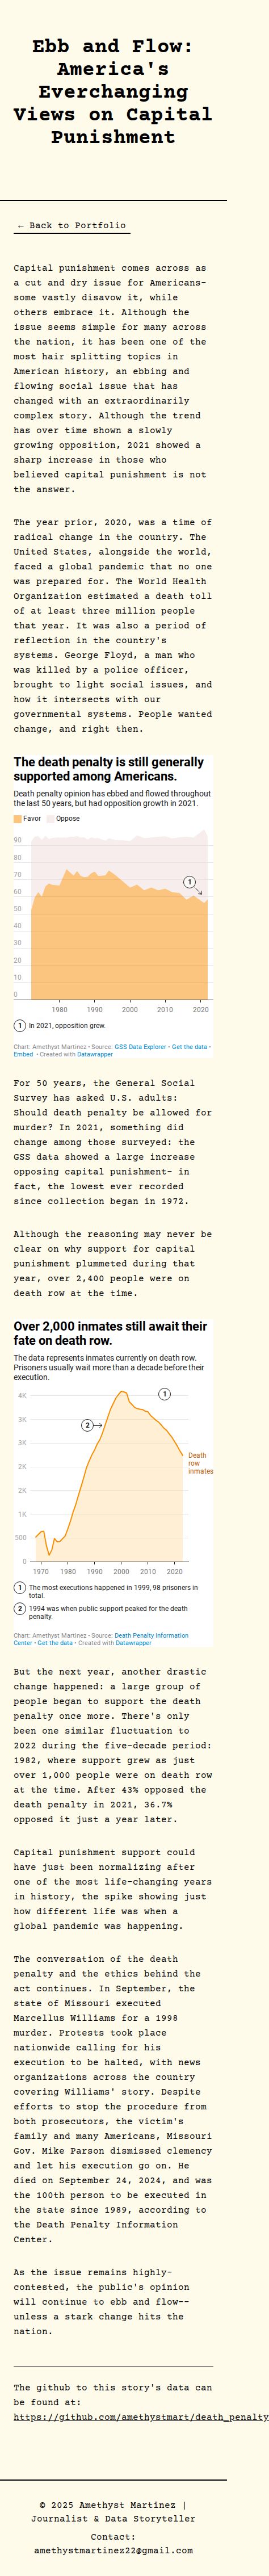 Ebb and Flow:
America's
Everchanging
Views on Capital
Punishment
← Back to Portfolio
Capital punishment comes across as
a cut and dry issue for Americans-
some vastly disavow it, while
others embrace it. Although the
issue seems simple for many across
the nation, it has been one of the
most hair splitting topics in
American history, an ebbing and
flowing social issue that has
changed with an extraordinarily
complex story. Although the trend
has over time shown a slowly
growing opposition, 2021 showed a
sharp increase in those who
believed capital punishment is not
the answer.
The year prior, 2020, was a time of
radical change in the country. The
United States, alongside the world,
faced a global pandemic that no one
was prepared for. The World Health
Organization estimated a death toll
of at least three million people
that year. It was also a period of
reflection in the country's
systems. George Floyd, a man who
was killed by a police officer,
brought to light social issues, and
how it intersects with our
governmental systems. People wanted
change, and right then.
The death penalty is still generally
supported among Americans.
Death penalty opinion has ebbed and flowed throughout
the last 50 years, but had opposition growth in 2021.
Favor Oppose
90
80
70
60
50
40
30
20
10
0
1
1980 1990 2000 2010 2020
1 In 2021, opposition grew.
Chart: Amethyst Martinez • Source: GSS Data Explorer • Get the data •
Embed • Created with Datawrapper
For 50 years, the General Social
Survey has asked U.S. adults:
Should death penalty be allowed for
murder? In 2021, something did
change among those surveyed: the
GSS data showed a large increase
opposing capital punishment- in
fact, the lowest ever recorded
since collection began in 1972.
Although the reasoning may never be
clear on why support for capital
punishment plummeted during that
year, over 2,400 people were on
death row at the time.
Over 2,000 inmates still await their
fate on death row.
The data represents inmates currently on death row.
Prisoners usually wait more than a decade before their
execution.
4K
3K
3K
2K
2K
1K
500
0
1
2
Death
row
inmates
1970 1980 1990 2000 2010 2020
1 The most executions happened in 1999, 98 prisoners in
total.
2 1994 was when public support peaked for the death
penalty.
Chart: Amethyst Martinez • Source: Death Penalty Information
Center • Get the data • Created with Datawrapper
But the next year, another drastic
change happened: a large group of
people began to support the death
penalty once more. There's only
been one similar fluctuation to
2022 during the five-decade period:
1982, where support grew as just
over 1,000 people were on death row
at the time. After 43% opposed the
death penalty in 2021, 36.7%
opposed it just a year later.
Capital punishment support could
have just been normalizing after
one of the most life-changing years
in history, the spike showing just
how different life was when a
global pandemic was happening.
The conversation of the death
penalty and the ethics behind the
act continues. In September, the
state of Missouri executed
Marcellus Williams for a 1998
murder. Protests took place
nationwide calling for his
execution to be halted, with news
organizations across the country
covering Williams' story. Despite
efforts to stop the procedure from
both prosecutors, the victim's
family and many Americans, Missouri
Gov. Mike Parson dismissed clemency
and let his execution go on. He
died on September 24, 2024, and was
the 100th person to be executed in
the state since 1989, according to
the Death Penalty Information
Center.
As the issue remains highly-
contested, the public's opinion
will continue to ebb and flow--
unless a stark change hits the
nation.
The github to this story's data can
be found at:
https://github.com/amethystmart/death_penalty
© 2025 Amethyst Martinez |
Journalist & Data Storyteller
Contact:
amethystmartinez22@gmail.com